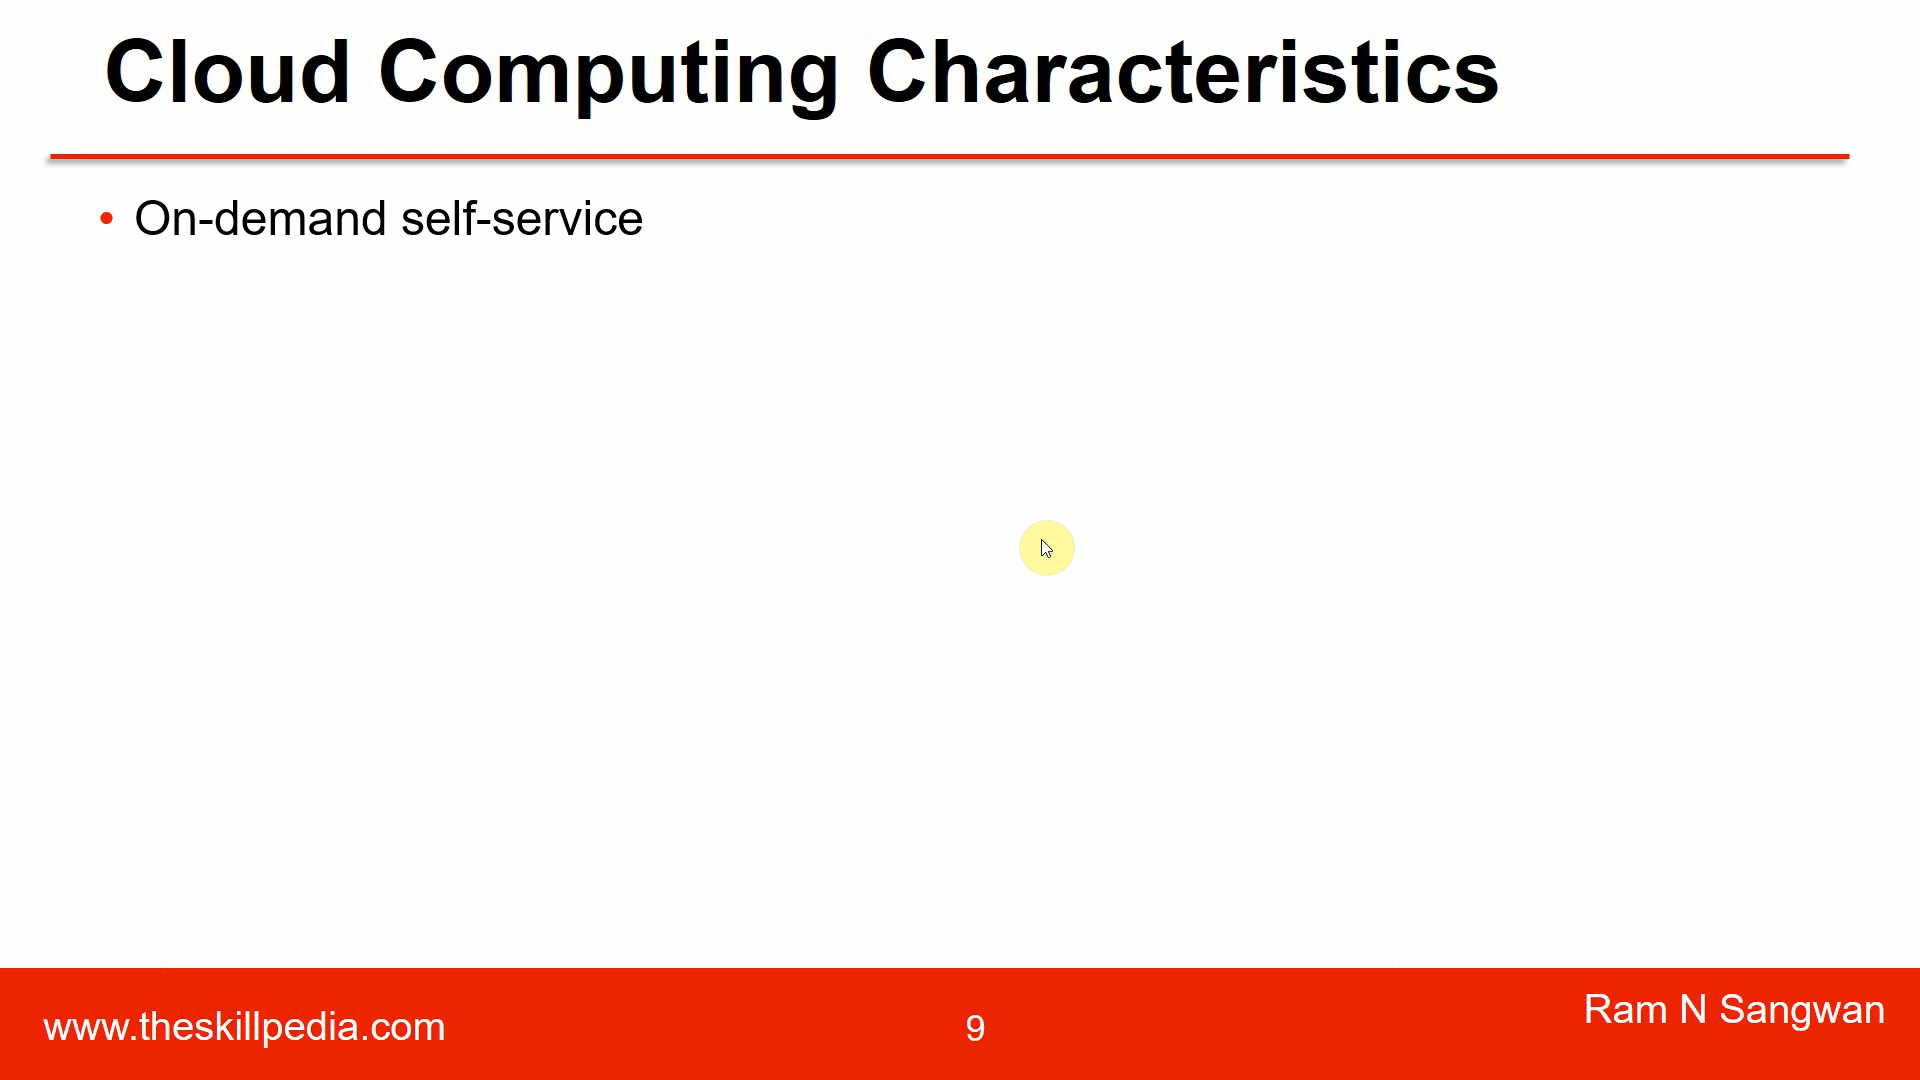 Cloud Computing Characteristics
• On-demand self-service
www.theskillpedia.com
9
Ram N Sangwan